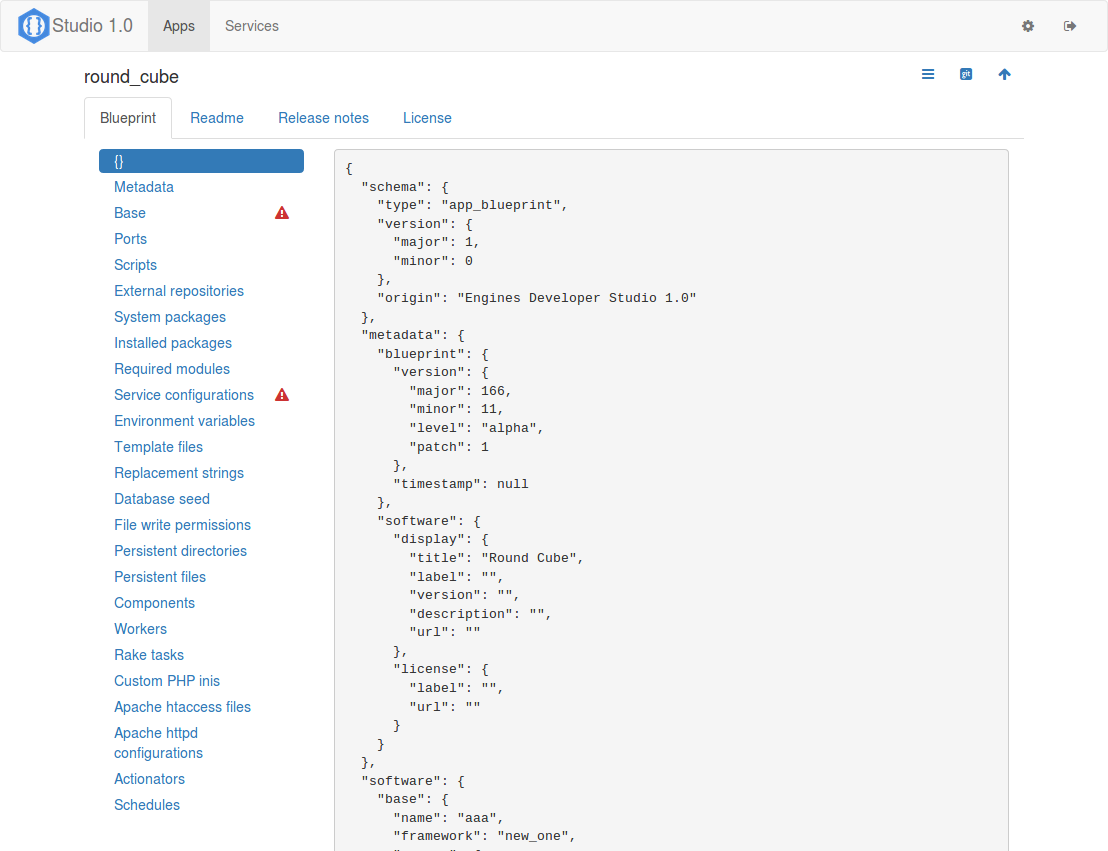 {} Studio 1.0 Apps Services
round_cube git
Blueprint Readme Release notes License
{}
Metadata
Base
Ports
Scripts
External repositories
System packages
Installed packages
Required modules
Service configurations
Environment variables
Template files
Replacement strings
Database seed
File write permissions
Persistent directories
Persistent files
Components
Workers
Rake tasks
Custom PHP inis
Apache htaccess files
Apache httpd
configurations
Actionators
Schedules
{
  "schema": {
    "type": "app_blueprint",
    "version": {
      "major": 1,
      "minor": 0
    },
    "origin": "Engines Developer Studio 1.0"
  },
  "metadata": {
    "blueprint": {
      "version": {
        "major": 166,
        "minor": 11,
        "level": "alpha",
        "patch": 1
      },
      "timestamp": null
    },
    "software": {
      "display": {
        "title": "Round Cube",
        "label": "",
        "version": "",
        "description": "",
        "url": ""
      },
      "license": {
        "label": "",
        "url": ""
      }
    }
  },
  "software": {
    "base": {
      "name": "aaa",
      "framework": "new_one",